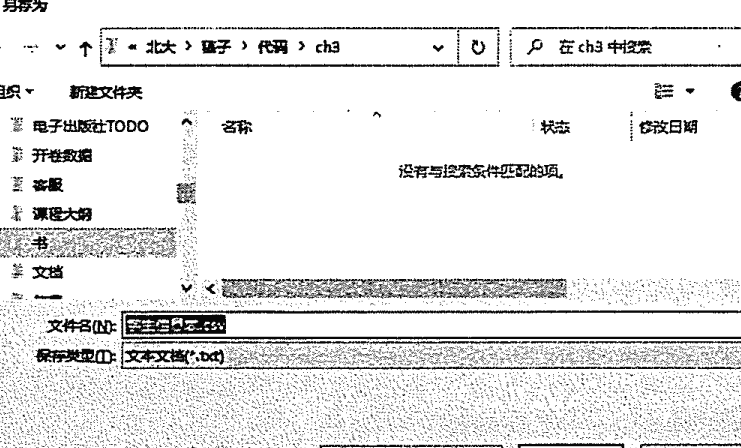 另存为
« 北大 › 燕子 › 代码 › ch3
在 ch3 中搜索
组织
新建文件夹
名称
状态
修改日期
电子出版社TODO
开卷数据
客服
课程大纲
书
文档
没有与搜索条件匹配的项。
文件名(N):
.csv
保存类型(T): 文本文档(*.txt)